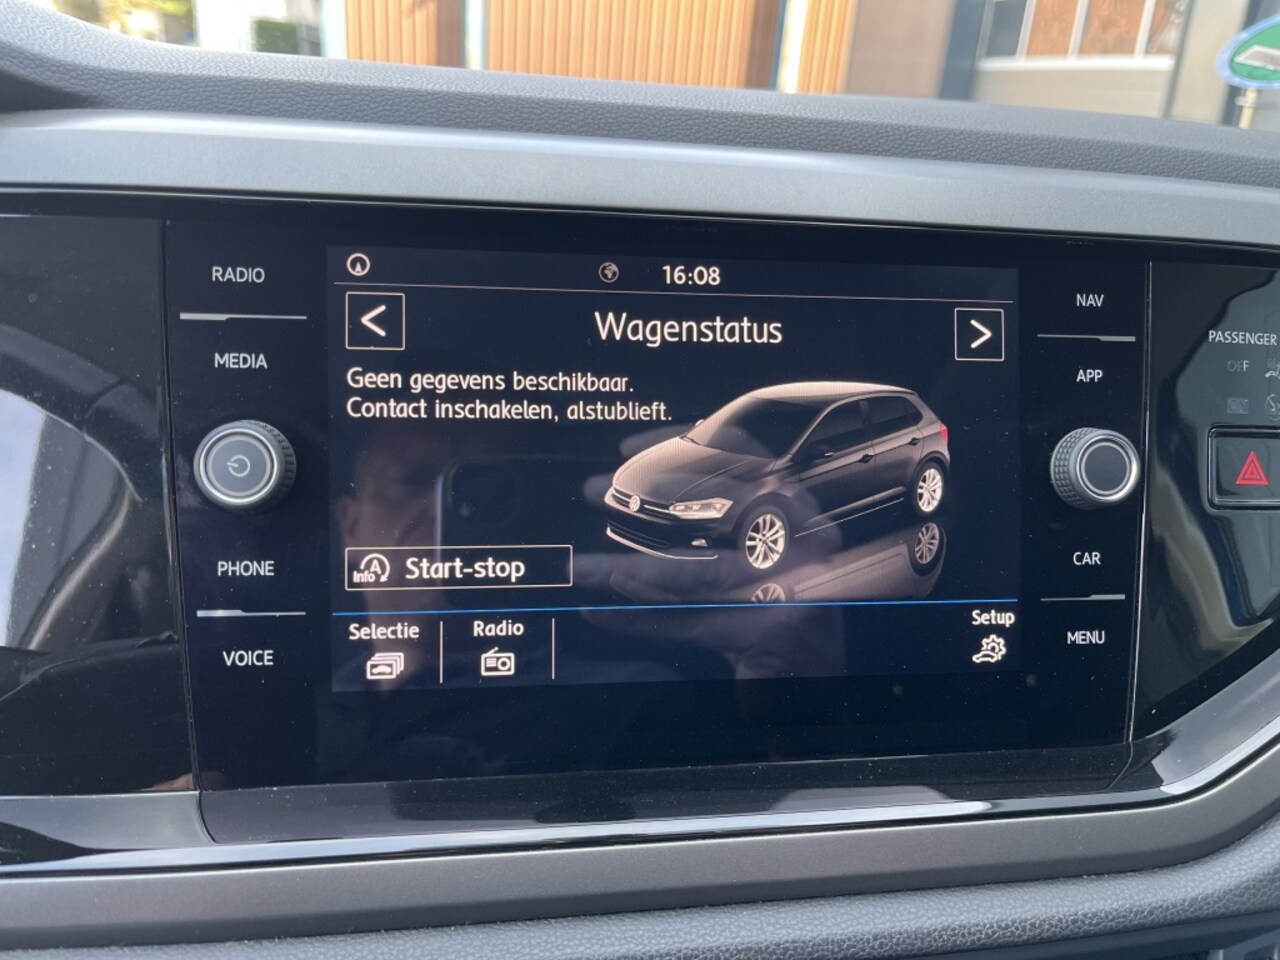 RADIO
MEDIA
PHONE
VOICE
16:08
<
Wagenstatus
>
Geen gegevens beschikbaar.
Contact inschakelen, alstublieft.
A
Info
Start-stop
Selectie
Radio
Setup
NAV
APP
CAR
MENU
PASSENGER
OFF